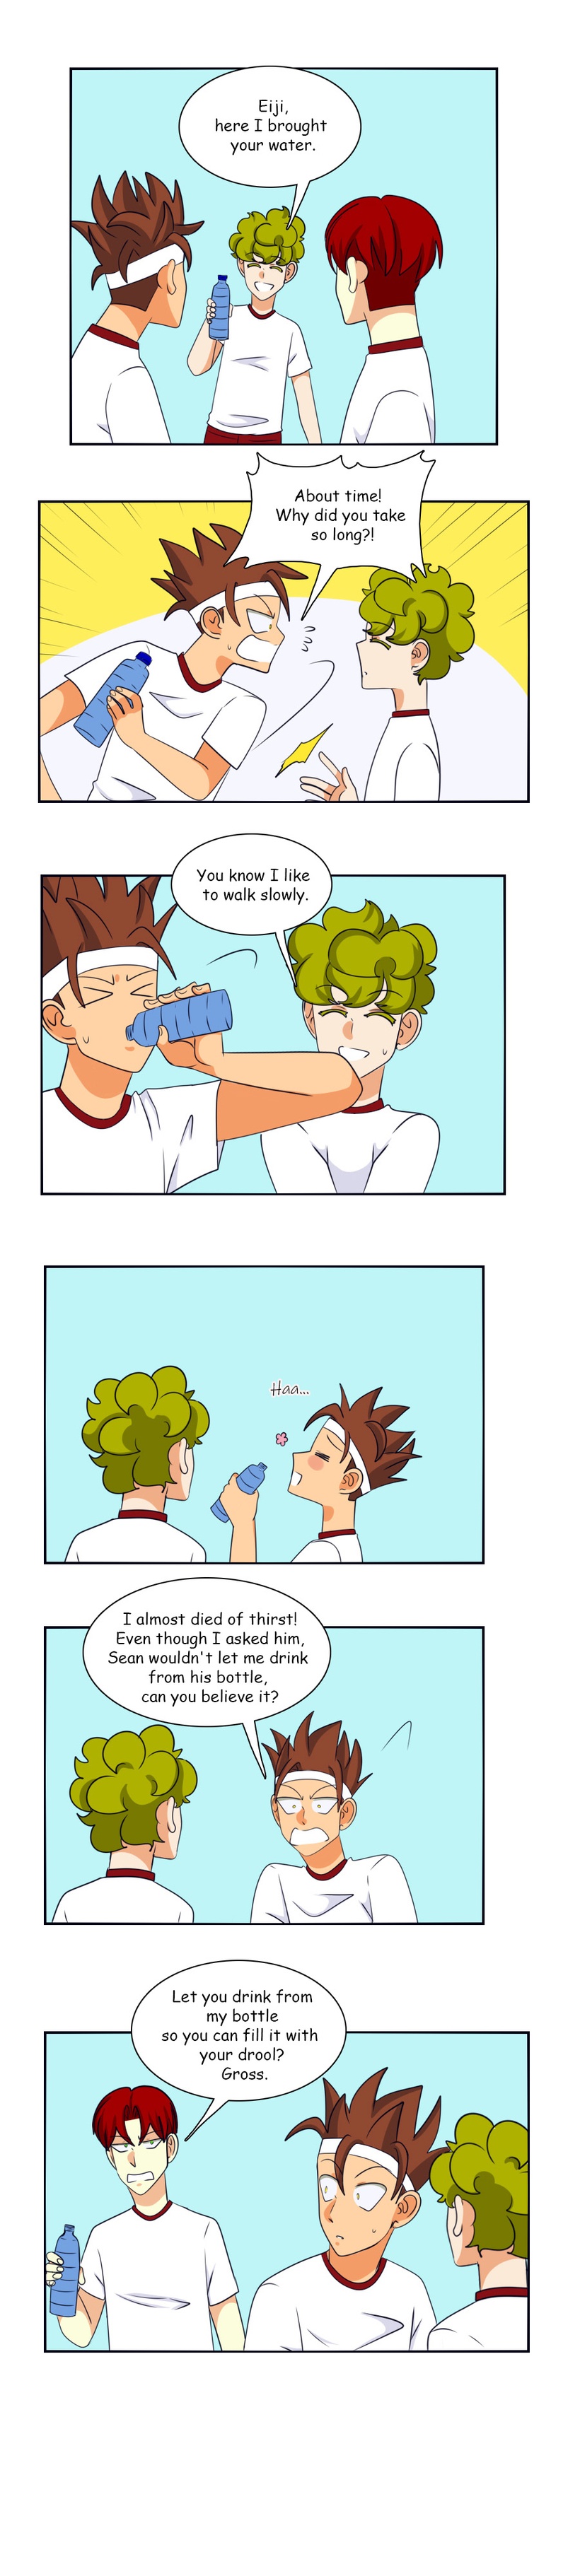 Eiji,
here I brought
your water.
About time!
Why did you take
so long?!
You know I like
to walk slowly.
Haa...
I almost died of thirst!
Even though I asked him,
Sean wouldn't let me drink
from his bottle,
can you believe it?
Let you drink from
my bottle
so you can fill it with
your drool?
Gross.